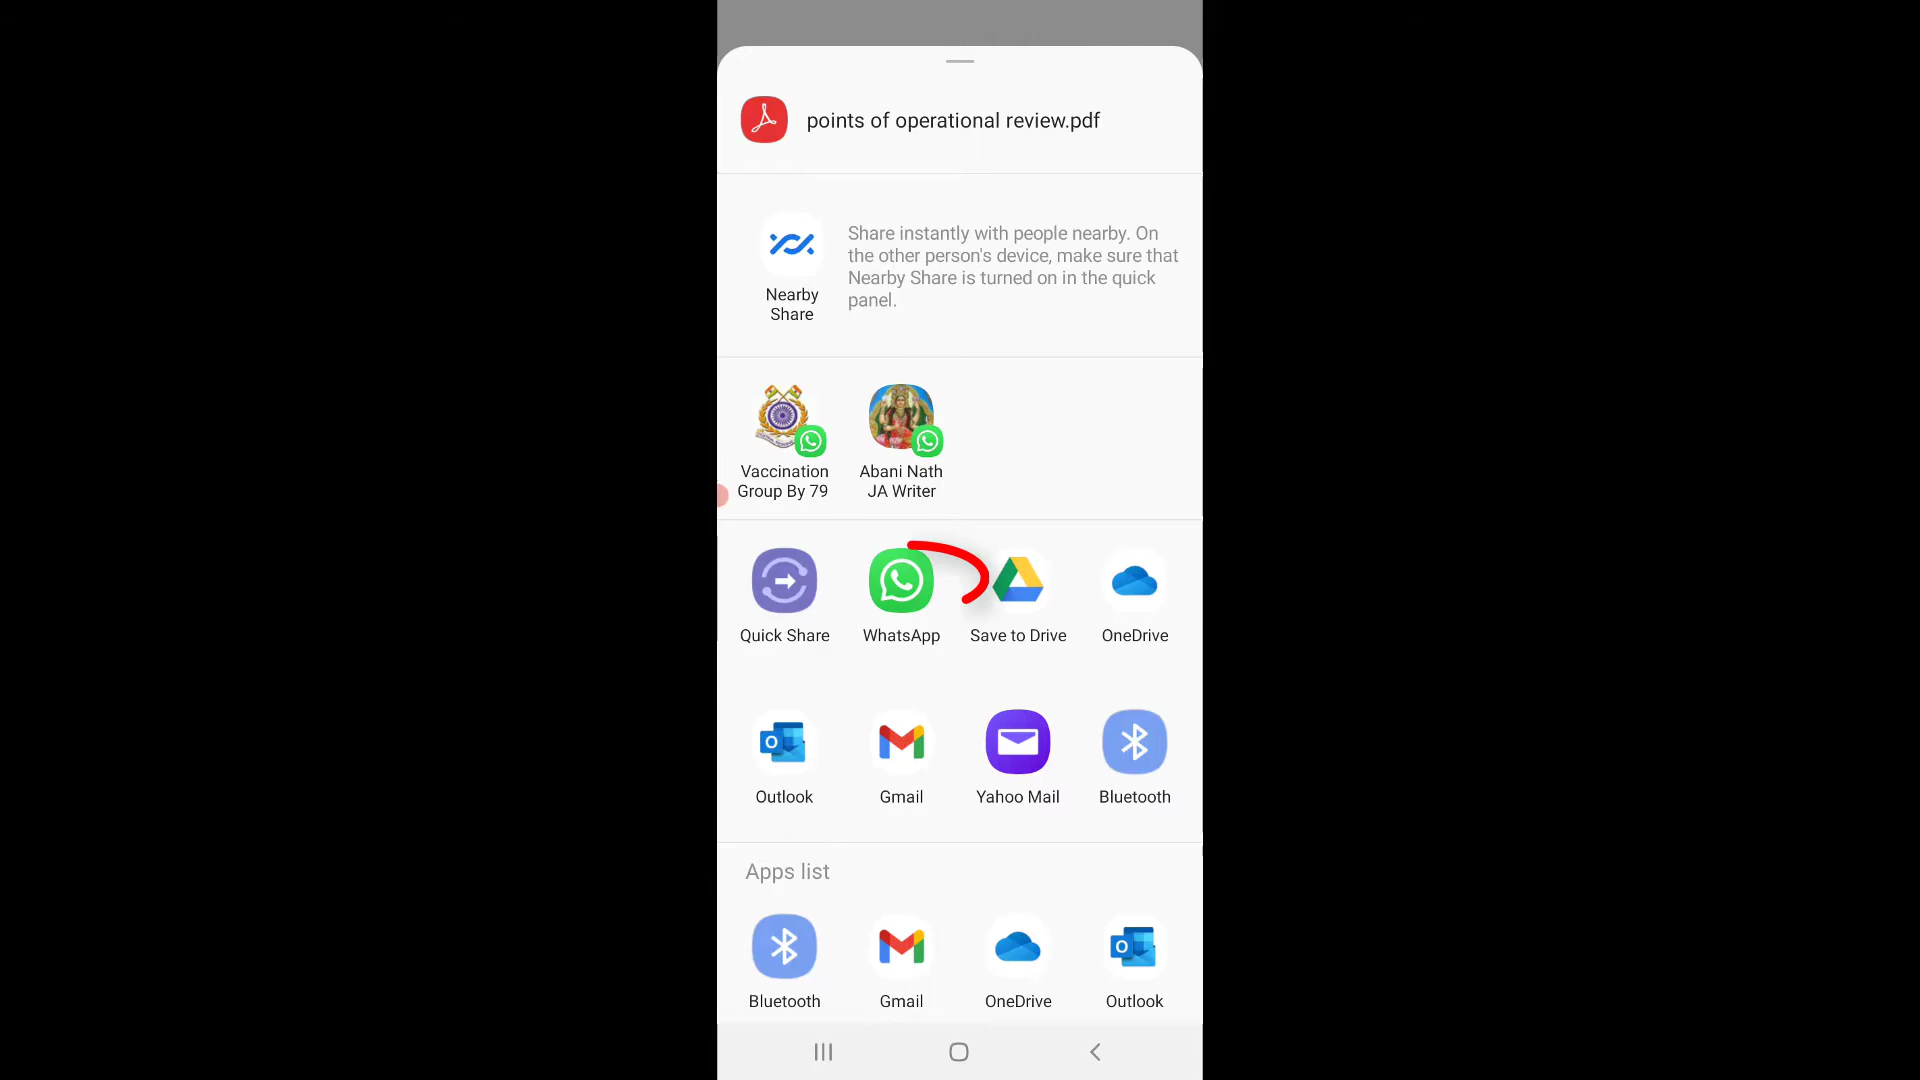 points of operational review.pdf
Share instantly with people nearby. On
the other person's device, make sure that
Nearby Share is turned on in the quick
panel.
Nearby
Share
Vaccination
Group By 79
Abani Nath
JA Writer
Quick Share
WhatsApp
Save to Drive
OneDrive
Outlook
Gmail
Yahoo Mail
Bluetooth
Apps list
Bluetooth
Gmail
OneDrive
Outlook